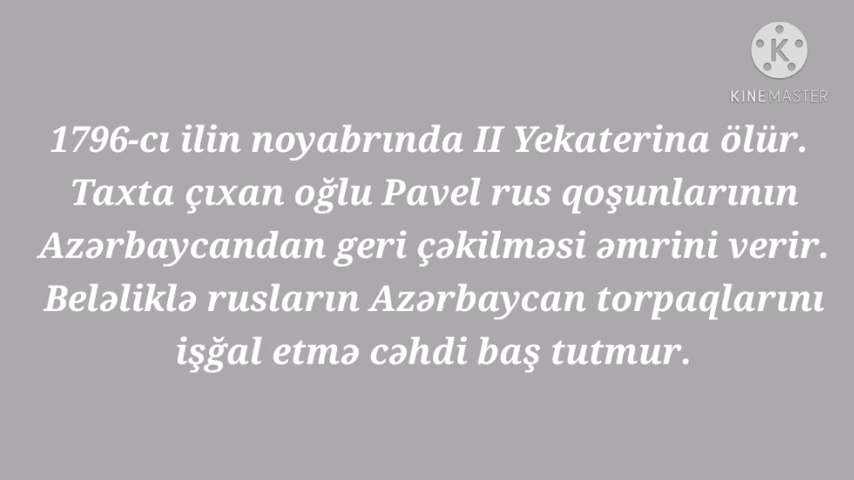 K
KINEMASTER
1796-cı ilin noyabrında II Yekaterina ölür.
Taxta çıxan oğlu Pavel rus qoşunlarının
Azərbaycandan geri çəkilməsi əmrini verir.
Beləliklə rusların Azərbaycan torpaqlarını
işğal etmə cəhdi baş tutmur.